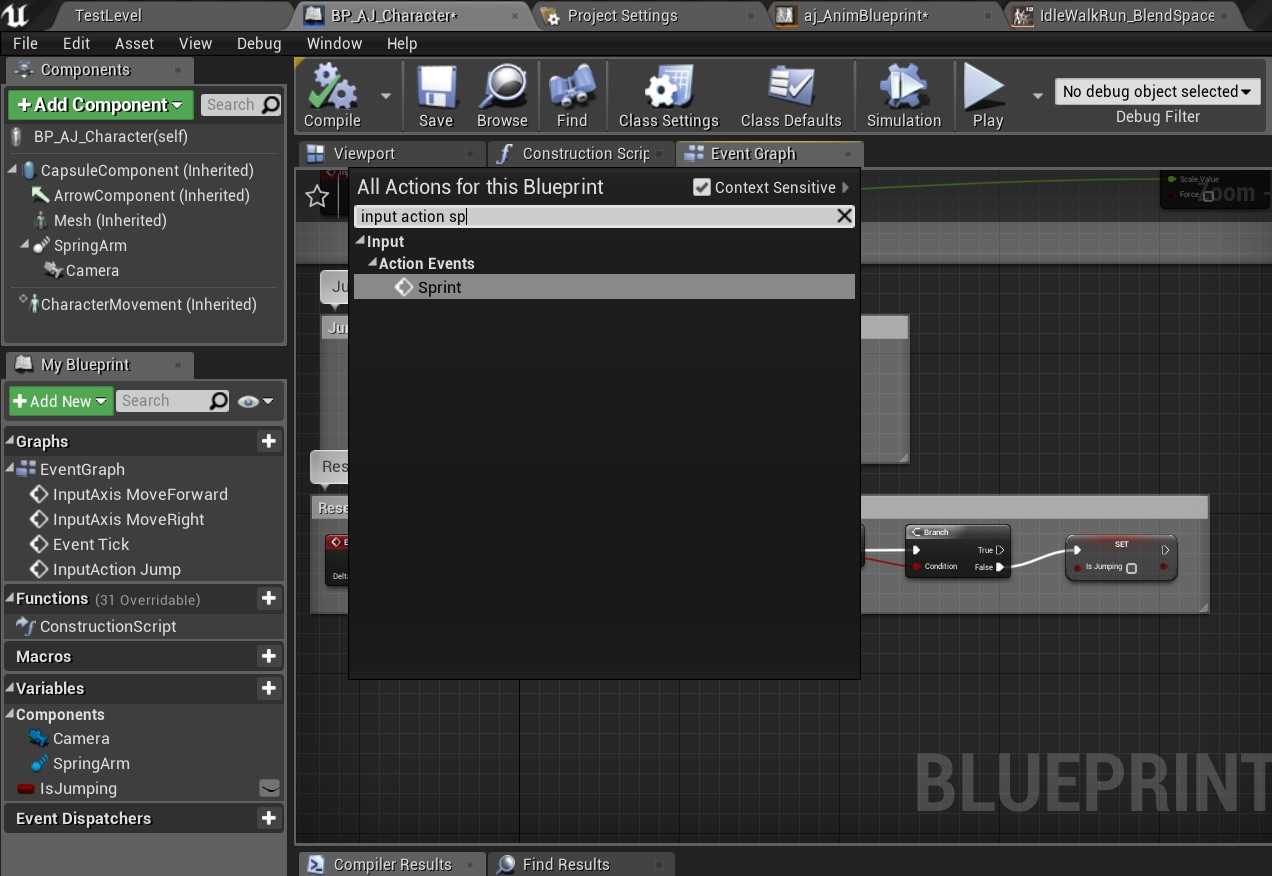 TestLevel
BP_AJ_Character*
Project Settings
aj_AnimBlueprint*
IdleWalkRun_BlendSpace
File Edit Asset View Debug Window Help
Components
+Add Component
Search
BP_AJ_Character(self)
CapsuleComponent (Inherited)
ArrowComponent (Inherited)
Mesh (Inherited)
SpringArm
Camera
CharacterMovement (Inherited)
My Blueprint
+Add New
Search
Graphs
EventGraph
InputAxis MoveForward
InputAxis MoveRight
Event Tick
InputAction Jump
Functions (31 Overridable)
ConstructionScript
Macros
Variables
Components
Camera
SpringArm
IsJumping
Event Dispatchers
Compile
Save
Browse
Find
Class Settings
Class Defaults
Simulation
Play
No debug object selected
Debug Filter
Viewport
Construction Scrip
Event Graph
All Actions for this Blueprint
Context Sensitive
input action sp
Input
Action Events
Sprint
Scale Value
Force
Zoom -
Ju
Ju
Res
Rese
E
Delt
Branch
True
Condition
False
SET
Is Jumping
BLUEPRINT
Compiler Results
Find Results